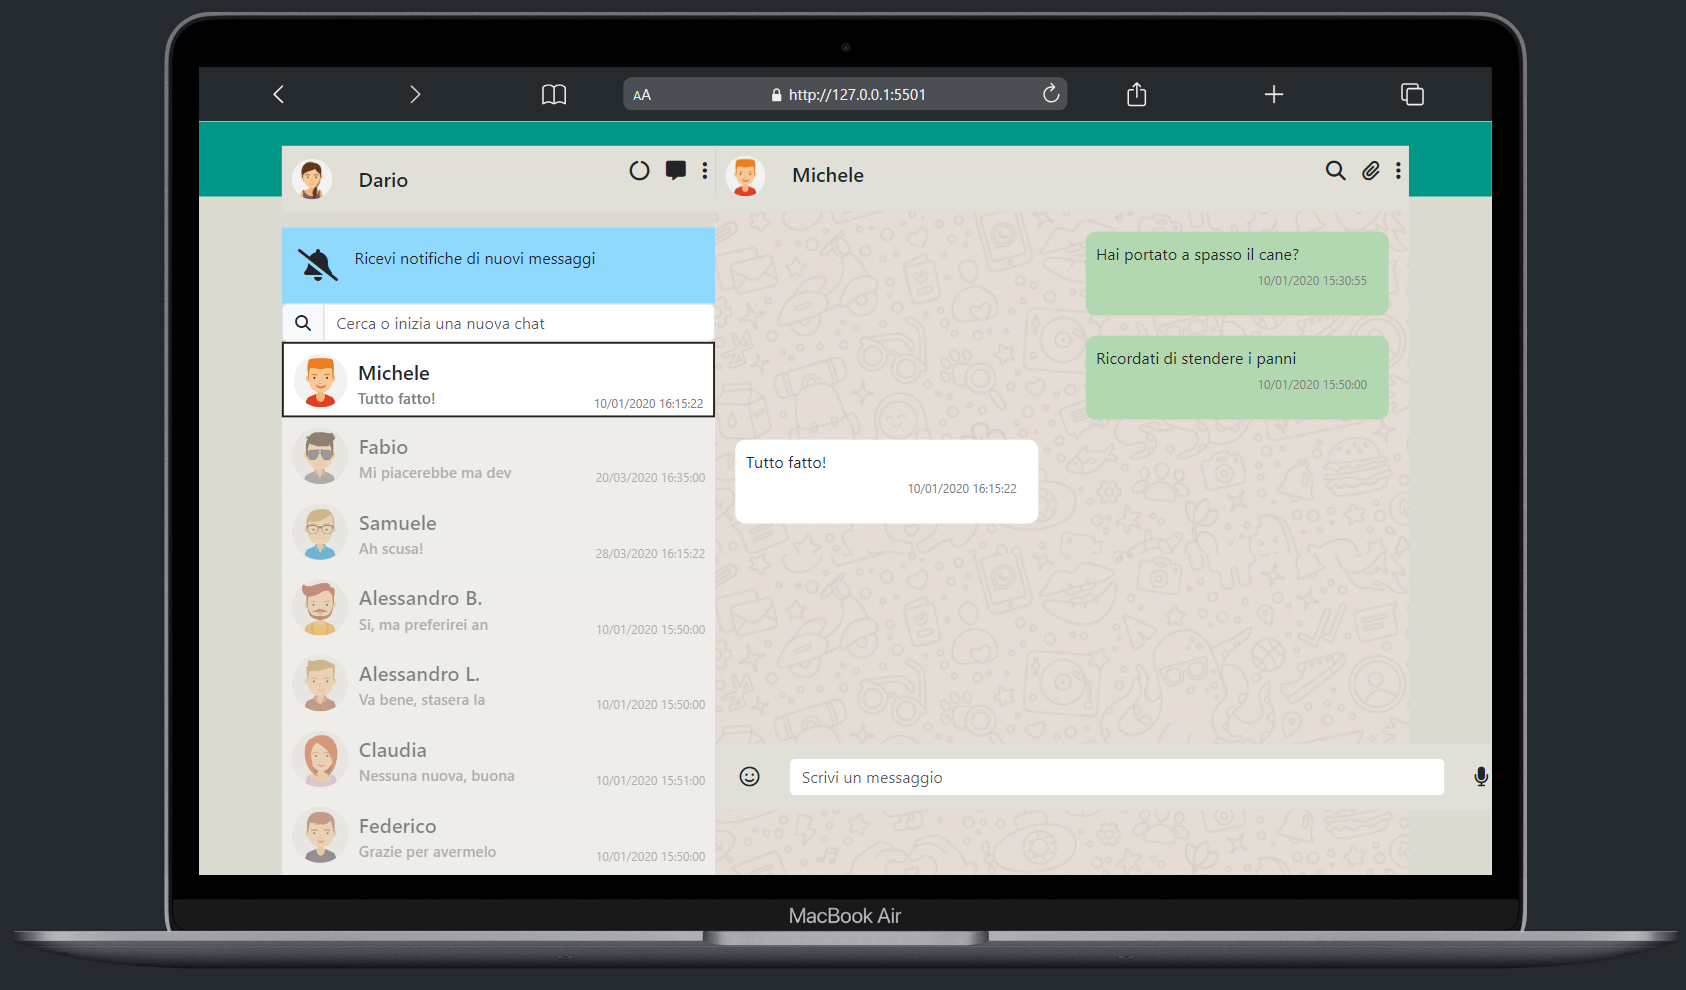 AA
http://127.0.0.1:5501
Dario
Ricevi notifiche di nuovi messaggi
Cerca o inizia una nuova chat
Michele
Tutto fatto!
10/01/2020 16:15:22
Fabio
Mi piacerebbe ma dev
20/03/2020 16:35:00
Samuele
Ah scusa!
28/03/2020 16:15:22
Alessandro B.
Si, ma preferirei an
10/01/2020 15:50:00
Alessandro L.
Va bene, stasera la
10/01/2020 15:50:00
Claudia
Nessuna nuova, buona
10/01/2020 15:51:00
Federico
Grazie per avermelo
10/01/2020 15:50:00
Michele
Hai portato a spasso il cane?
10/01/2020 15:30:55
Ricordati di stendere i panni
10/01/2020 15:50:00
Tutto fatto!
10/01/2020 16:15:22
Scrivi un messaggio
MacBook Air